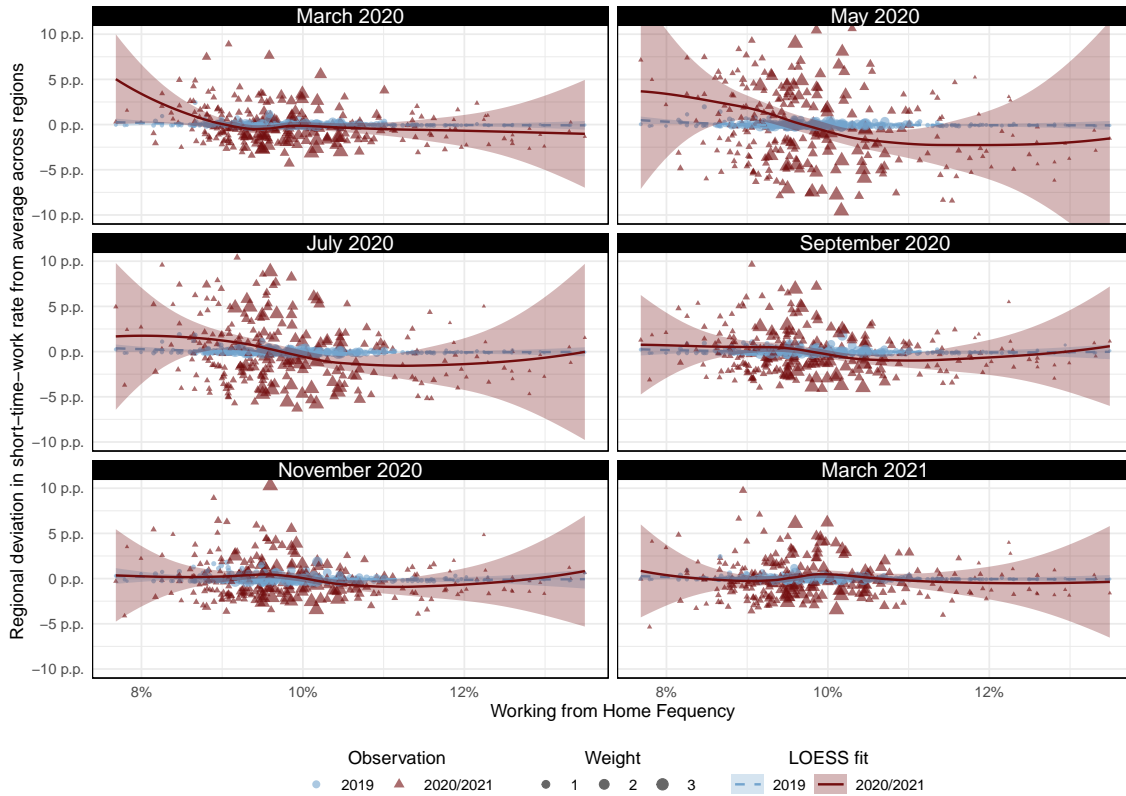 March 2020
May 2020
10 p.p.
5 p.p.
0 p.p.
−5 p.p.
−10 p.p.
July 2020
September 2020
10 p.p.
5 p.p.
0 p.p.
−5 p.p.
−10 p.p.
November 2020
March 2021
10 p.p.
5 p.p.
0 p.p.
−5 p.p.
−10 p.p.
Regional deviation in short−time−work rate from average across regions
8% 10% 12% 8% 10% 12%
Working from Home Fequency
Observation Weight LOESS fit
2019 2020/2021 1 2 3 2019 2020/2021